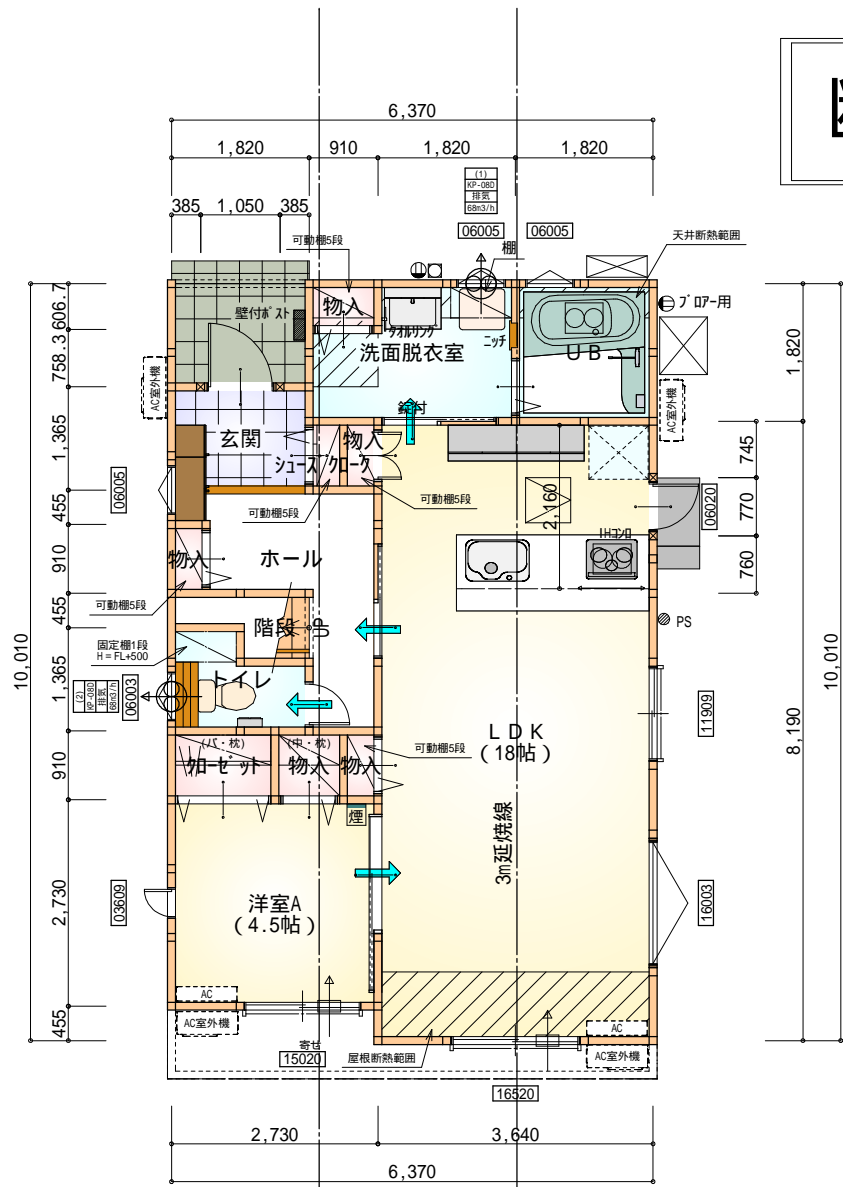 6,370
1,820
910
1,820
1,820
(1)
KP-08D
排気
68m3/h
385
1,050
385
可動棚5段
06005
06005
棚
天井断熱範囲
606.7
758.3
1,365
455
910
455
1,365
910
2,730
455
10,010
壁付ポスト
物入
タオルリング
洗面脱衣室
ニッチ
UB
ブロアー用
AC室外機
AC室外機
1,820
745
770
760
8,190
10,010
玄関
シューズクローク
物入
錠付
可動棚5段
可動棚5段
2,160
IHコンロ
06005
06020
物入
ホール
可動棚5段
階段
UP
PS
固定棚1段
H=FL+500
トイレ
(2)
KP-08D
排気
68m3/h
06003
LDK
(18帖)
11909
(パ・枕)
クローゼット
(中・枕)
物入
物入
可動棚5段
煙
3m延焼線
洋室A
(4.5帖)
03609
16003
AC
AC室外機
寄せ
15020
屋根断熱範囲
AC
AC室外機
16520
2,730
3,640
6,370